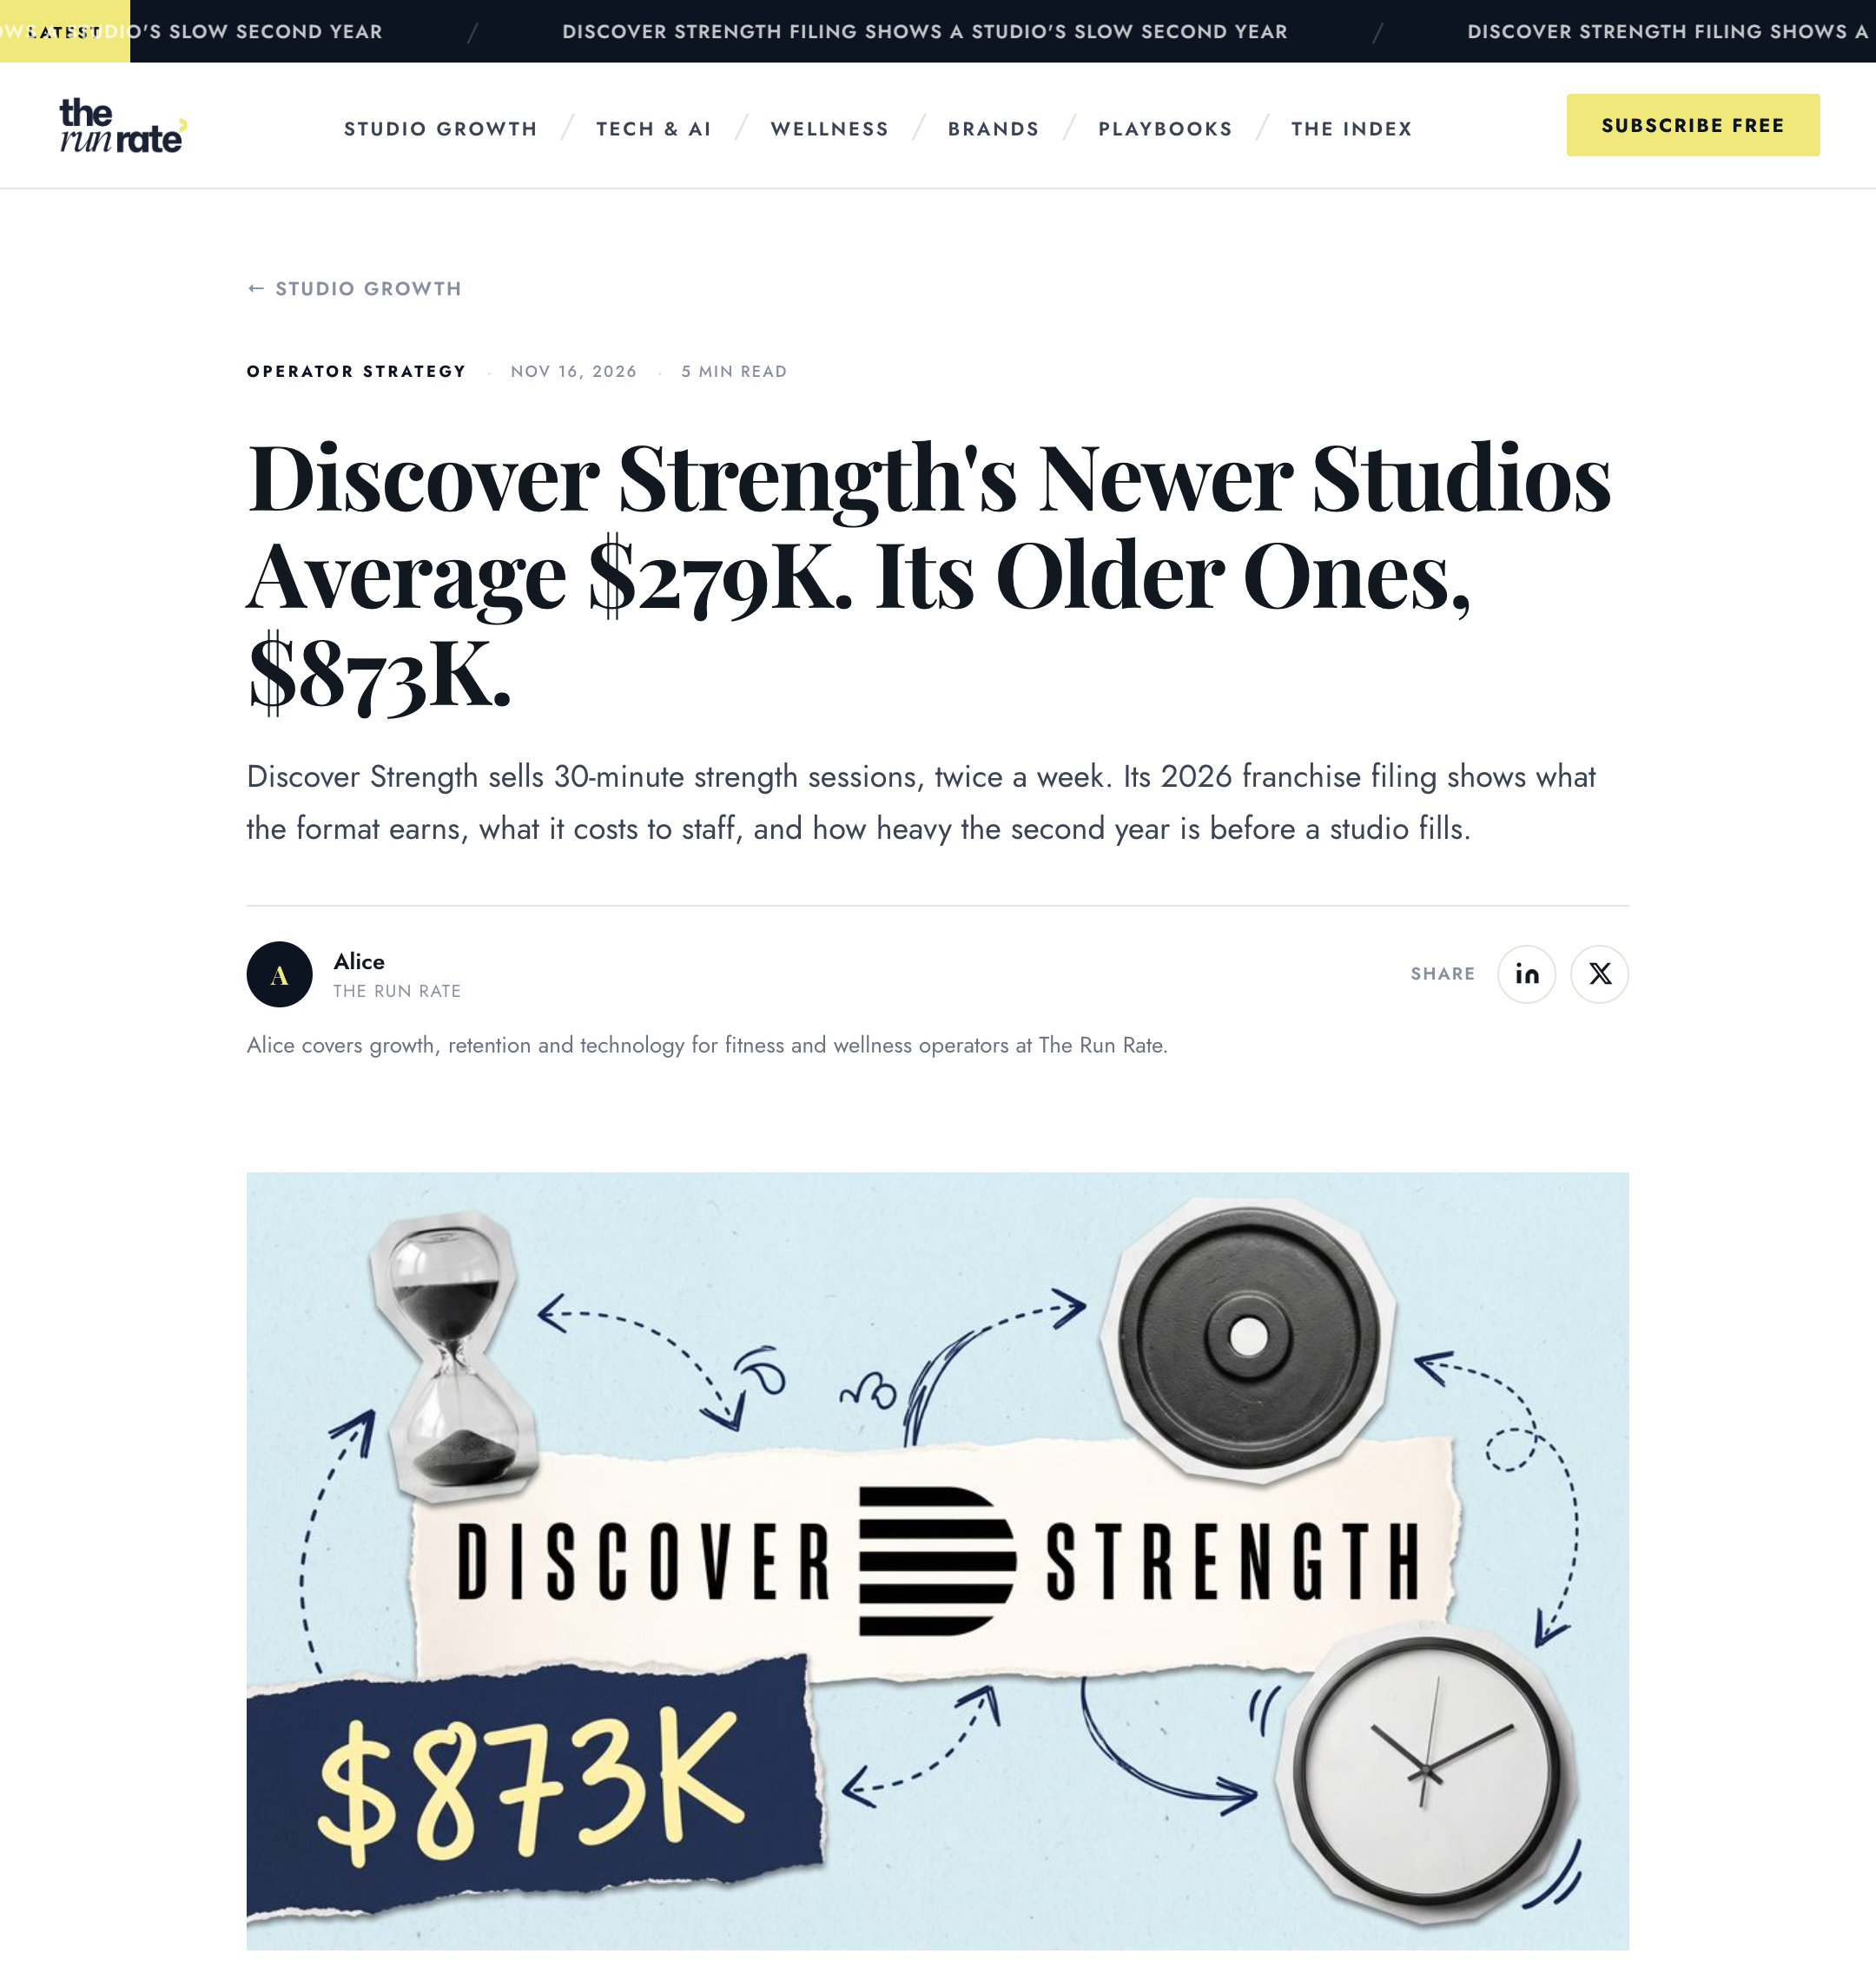 LATEST
O'S SLOW SECOND YEAR / DISCOVER STRENGTH FILING SHOWS A STUDIO'S SLOW SECOND YEAR / DISCOVER STRENGTH FILING SHOWS A
the
run rate
STUDIO GROWTH / TECH & AI / WELLNESS / BRANDS / PLAYBOOKS / THE INDEX
SUBSCRIBE FREE
← STUDIO GROWTH
OPERATOR STRATEGY · NOV 16, 2026 · 5 MIN READ
Discover Strength's Newer Studios
Average $279K. Its Older Ones,
$873K.
Discover Strength sells 30-minute strength sessions, twice a week. Its 2026 franchise filing shows what
the format earns, what it costs to staff, and how heavy the second year is before a studio fills.
A
Alice
THE RUN RATE
SHARE
in
X
Alice covers growth, retention and technology for fitness and wellness operators at The Run Rate.
DISCOVER D STRENGTH
$873K